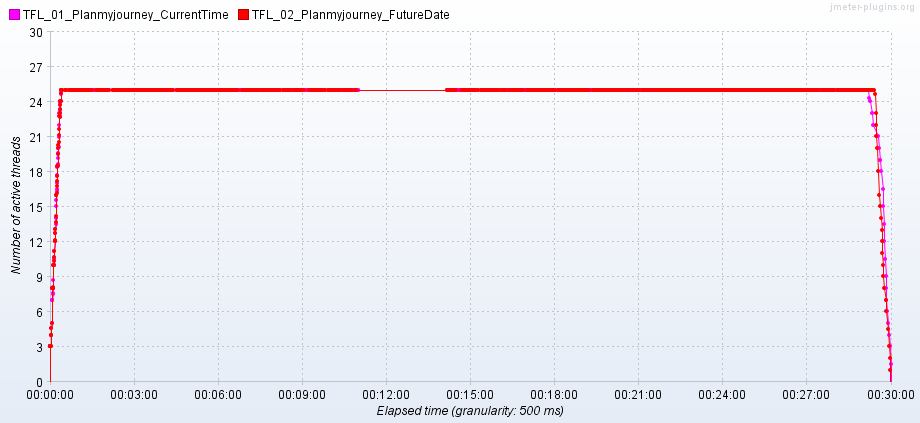 TFL_01_Planmyjourney_CurrentTime TFL_02_Planmyjourney_FutureDate
jmeter-plugins.org
30
27
24
21
18
15
12
9
6
3
0
Number of active threads
00:00:00 00:03:00 00:06:00 00:09:00 00:12:00 00:15:00 00:18:00 00:21:00 00:24:00 00:27:00 00:30:00
Elapsed time (granularity: 500 ms)